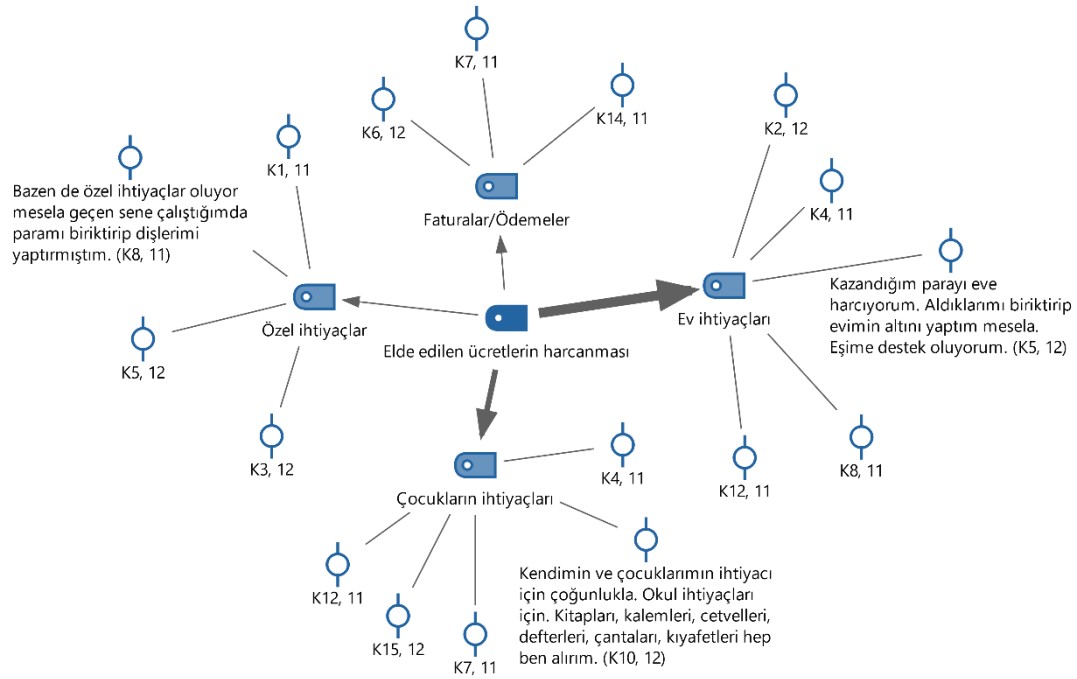 K7, 11
K6, 12
K14, 11
K2, 12
K1, 11
Bazen de özel ihtiyaçlar oluyor
mesela geçen sene çalıştığımda
paramı biriktirip dişlerimi
yaptırmıştım. (K8, 11)
Faturalar/Ödemeler
K4, 11
Kazandığım parayı eve
harcıyorum. Aldıklarımı biriktirip
evimin altını yaptım mesela.
Eşime destek oluyorum. (K5, 12)
Özel ihtiyaçlar
Elde edilen ücretlerin harcanması
Ev ihtiyaçları
K5, 12
K3, 12
K4, 11
K12, 11
K8, 11
Çocukların ihtiyaçları
K12, 11
K15, 12
K7, 11
Kendimin ve çocuklarımın ihtiyacı
için çoğunlukla. Okul ihtiyaçları
için. Kitapları, kalemleri, cetvelleri,
defterleri, çantaları, kıyafetleri hep
ben alırım. (K10, 12)